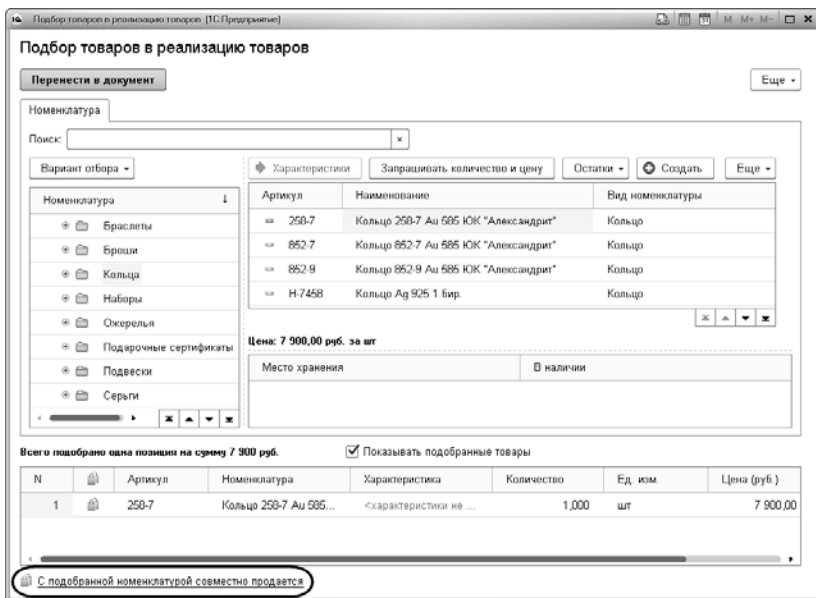 Подбор товаров в реализацию товаров (1С:Предприятие)
M M+ M-
Подбор товаров в реализацию товаров
Перенести в документ
Еще
Номенклатура
Поиск:
Вариант отбора
Характеристики
Запрашивать количество и цену
Остатки
Создать
Еще
Номенклатура
Браслеты
Броши
Кольца
Наборы
Ожерелья
Подарочные сертификаты
Подвески
Серьги
Артикул Наименование Вид номенклатуры
258-7 Кольцо 258-7 Au 585 ЮК "Александрит" Кольцо
852-7 Кольцо 852-7 Au 585 ЮК "Александрит" Кольцо
852-9 Кольцо 852-9 Au 585 ЮК "Александрит" Кольцо
Н-7458 Кольцо Ag 925 1 бир. Кольцо
Цена: 7 900,00 руб. за шт
Место хранения В наличии
Всего подобрано одна позиция на сумму 7 900 руб.
Показывать подобранные товары
N Артикул Номенклатура Характеристика Количество Ед. изм. Цена (руб.)
1 258-7 Кольцо 258-7 Au 585... <характеристики не ... 1,000 шт 7 900,00
С подобранной номенклатурой совместно продается